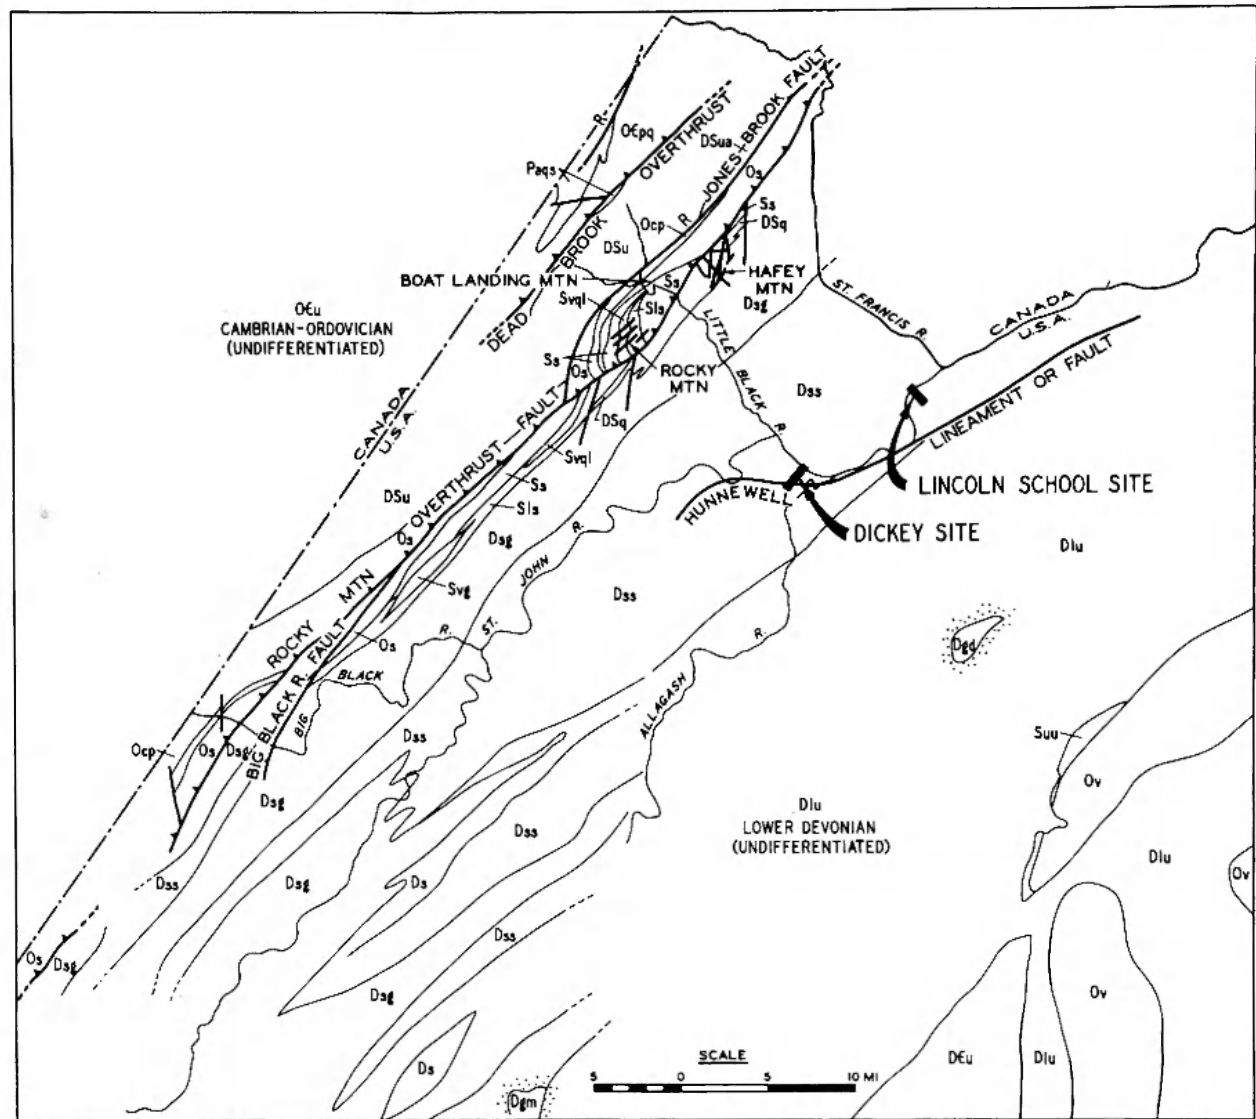 R.
OЄpq
DEAD BROOK OVERTHRUST
DSua
JONES BROOK FAULT
Paqs
Os
Ocp
R
Ss
DSq
DSu
BOAT LANDING MTN
HAFEY
MTN
Ss
Svql
Sls
Dsg
ST. FRANCIS R.
CANADA
U.S.A.
OЄu
CAMBRIAN-ORDOVICIAN
(UNDIFFERENTIATED)
Ss
Os
ROCKY
MTN
LITTLE BLACK R.
Dss
CANADA
U.S.A.
DSq
Svql
HUNNEWELL LINEAMENT OR FAULT
LINCOLN SCHOOL SITE
DICKEY SITE
ROCKY MTN OVERTHRUST FAULT
DSu
Os
Ss
Sls
Dsg
Svg
ST. JOHN R.
Dss
Dlu
Os
BIG BLACK R. FAULT
BIG BLACK R.
ALLAGASH R.
Dgd
Ocp
Os
Dsg
Dss
Suu
Ov
Dsg
Dlu
LOWER DEVONIAN
(UNDIFFERENTIATED)
Dss
Dss
Dsg
Ds
Dlu
Ov
Dss
Os
Dsg
Dsg
Ov
Ds
Dgm
SCALE
5 0 5 10 MI
DЄu
Dlu